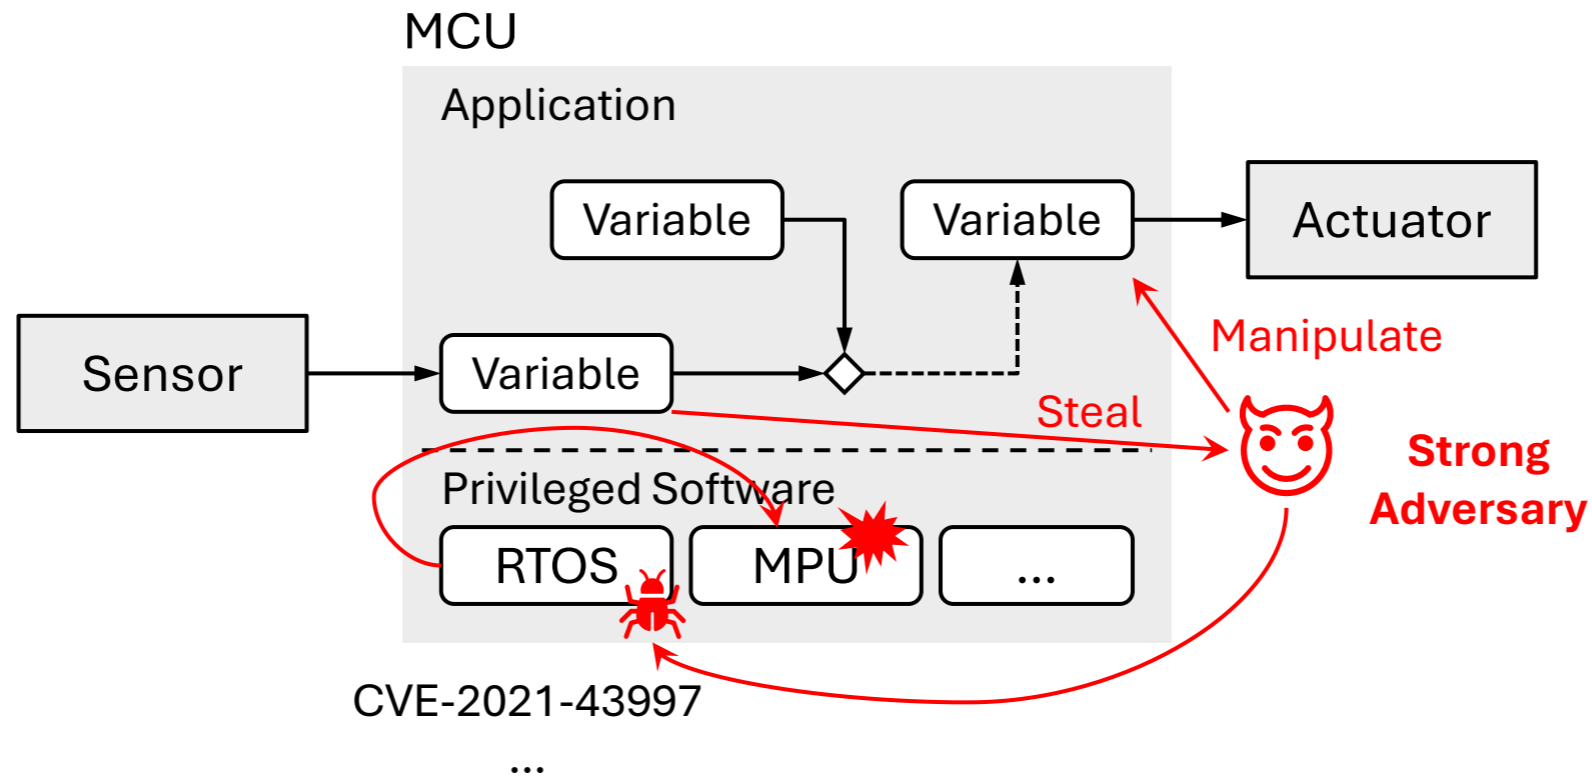 MCU
Application
Variable
Variable
Actuator
Sensor
Variable
Manipulate
Steal
Strong
Adversary
Privileged Software
RTOS
MPU
...
CVE-2021-43997
...